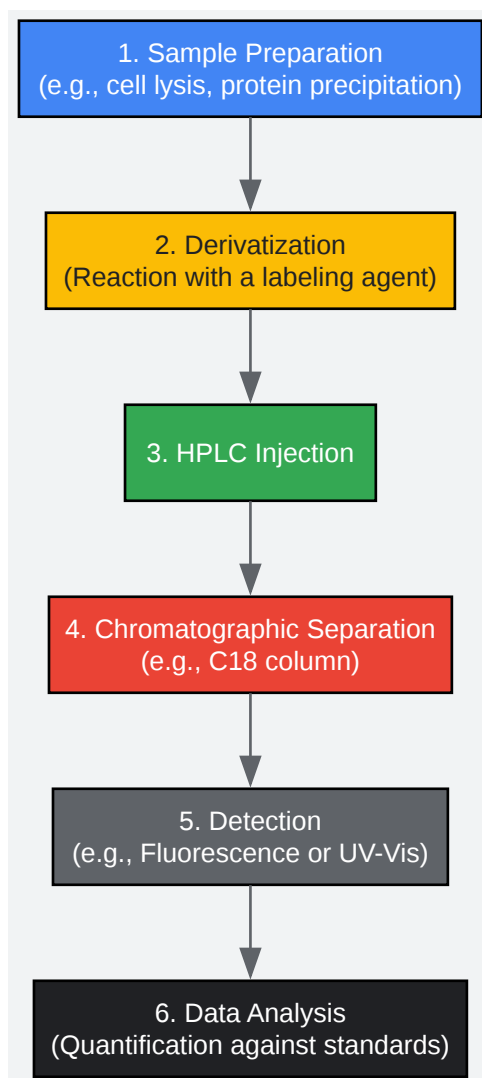 1. Sample Preparation
(e.g., cell lysis, protein precipitation)
2. Derivatization
(Reaction with a labeling agent)
3. HPLC Injection
4. Chromatographic Separation
(e.g., C18 column)
5. Detection
(e.g., Fluorescence or UV-Vis)
6. Data Analysis
(Quantification against standards)